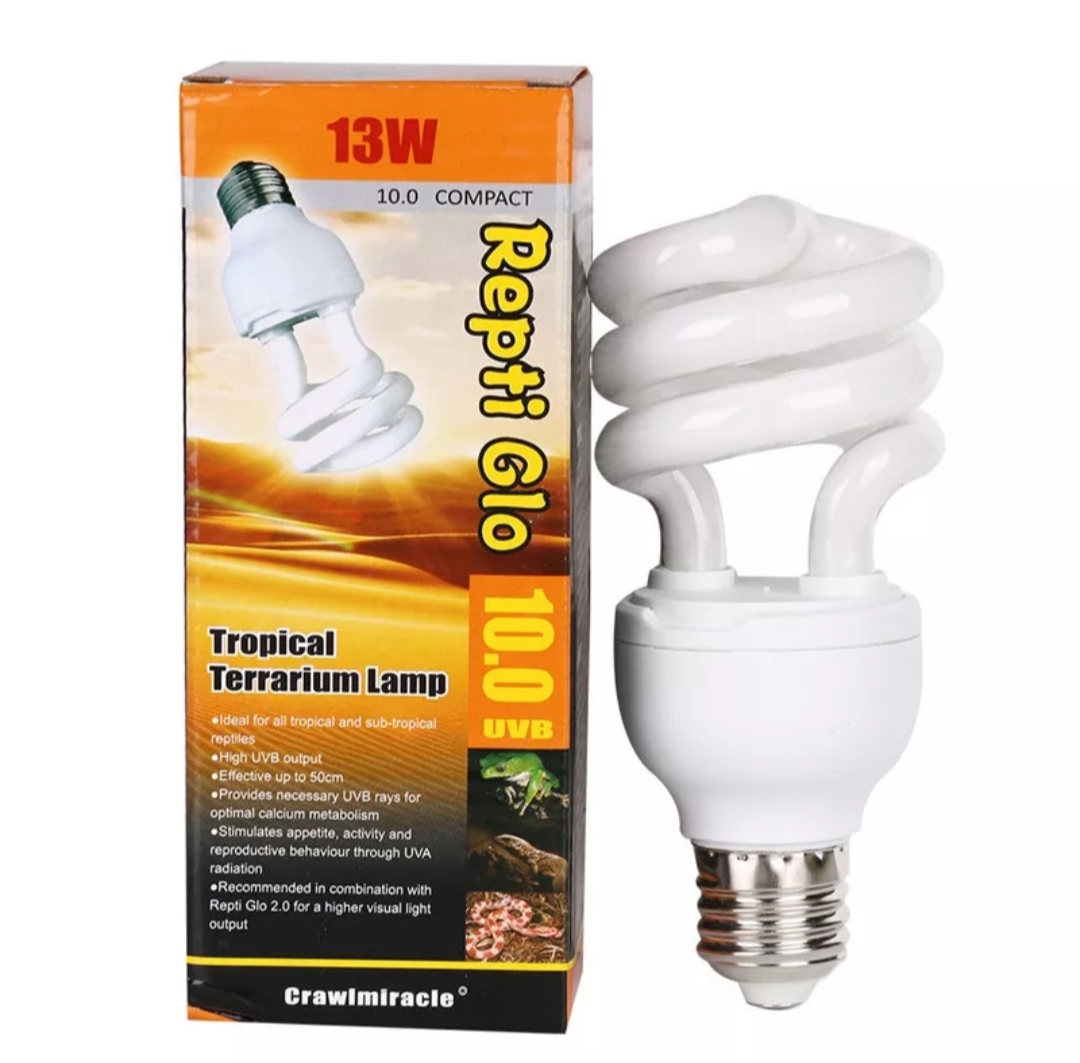 13W
10.0 COMPACT
Repti Glo
10.0
UVB
Tropical
Terrarium Lamp
•Ideal for all tropical and sub-tropical
reptiles
•High UVB output
•Effective up to 50cm
•Provides necessary UVB rays for
optimal calcium metabolism
•Stimulates appetite, activity and
reproductive behaviour through UVA
radiation
•Recommended in combination with
Repti Glo 2.0 for a higher visual light
output
Crawlmiracle°